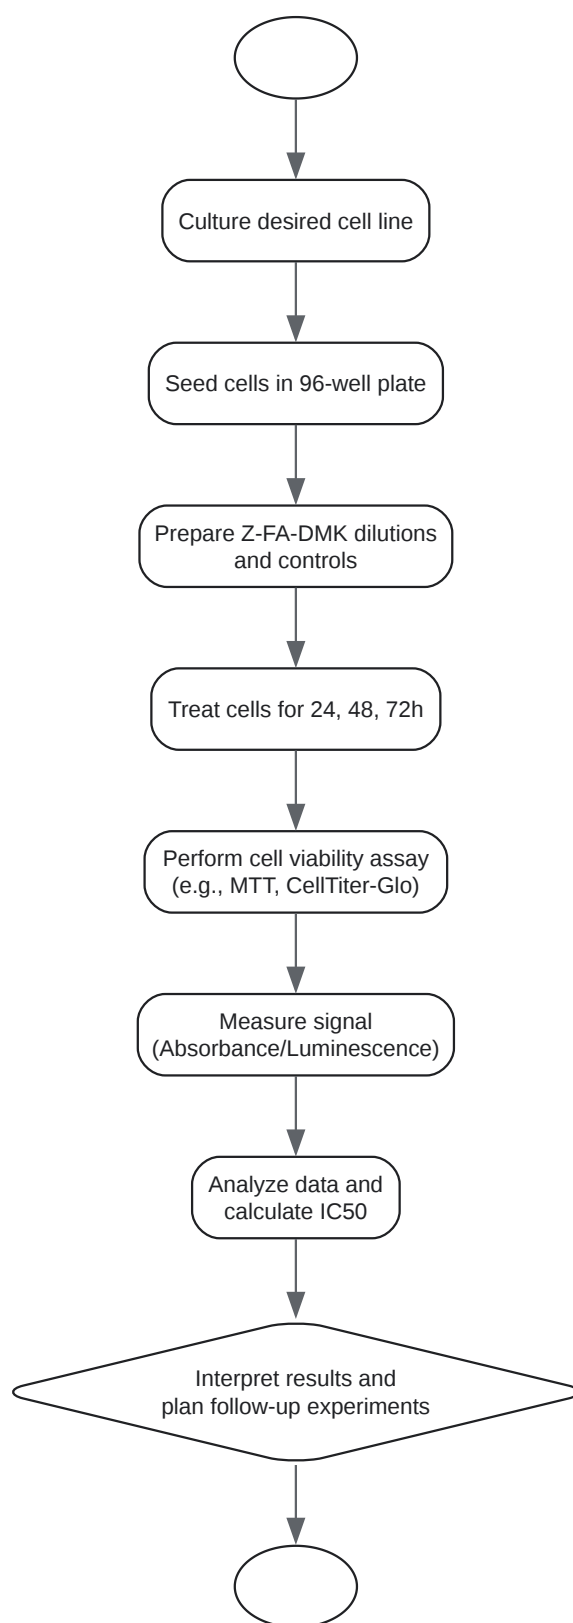 Culture desired cell line
Seed cells in 96-well plate
Prepare Z-FA-DMK dilutions
and controls
Treat cells for 24, 48, 72h
Perform cell viability assay
(e.g., MTT, CellTiter-Glo)
Measure signal
(Absorbance/Luminescence)
Analyze data and
calculate IC50
Interpret results and
plan follow-up experiments